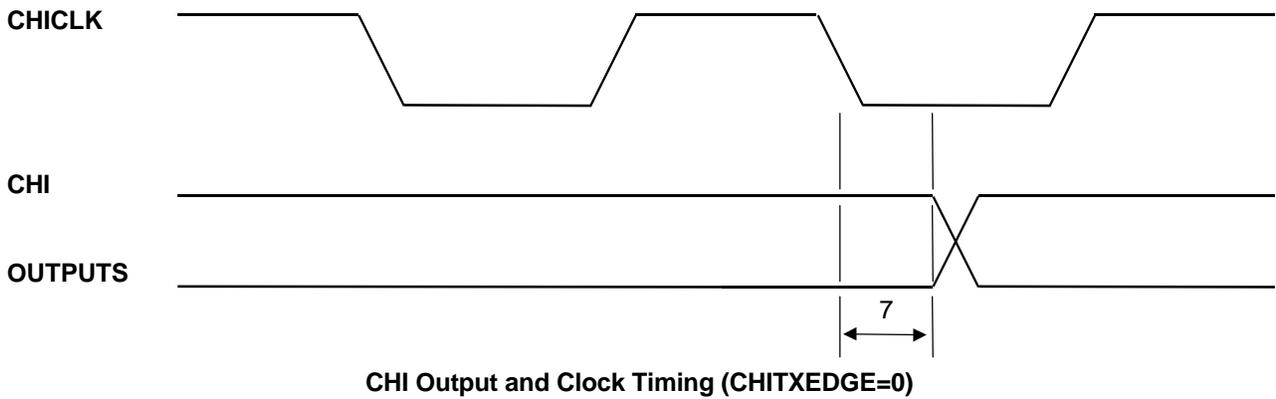 CHICLK
CHI
OUTPUTS
7
CHI Output and Clock Timing (CHITXEDGE=0)